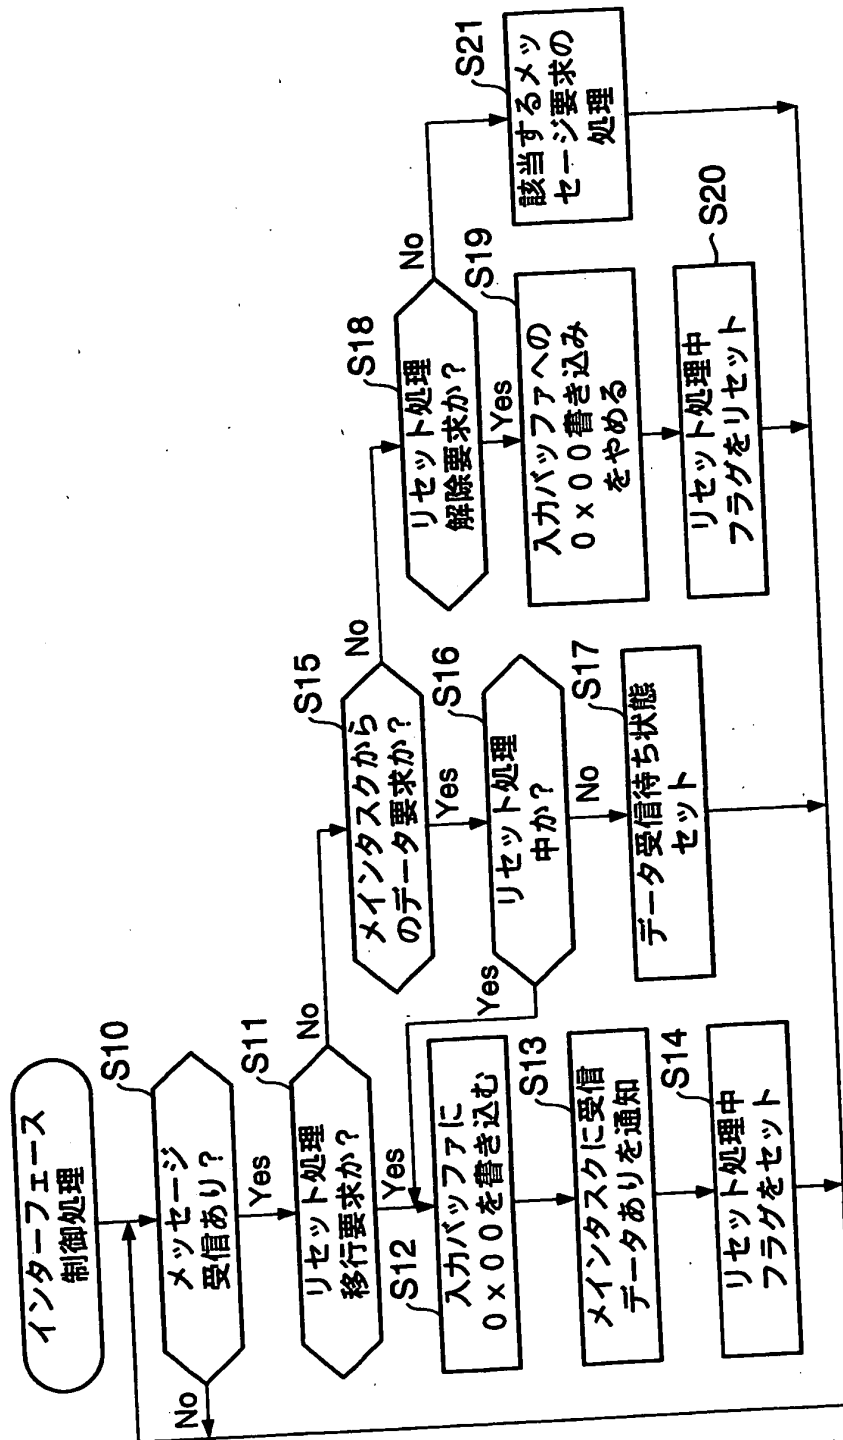 インターフェース
制御処理
S10
メッセージ
受信あり？
No
Yes
S11
リセット処理
移行要求か？
No
Yes
S12
入力バッファに
0x00を書き込む
S13
メインタスクに受信
データありを通知
S14
リセット処理中
フラグをセット
S15
メインタスクから
のデータ要求か？
No
Yes
S16
リセット処理
中か？
Yes
No
S17
データ受信待ち状態
セット
S18
リセット処理
解除要求か？
No
Yes
S19
入力バッファへの
0x00書き込み
をやめる
S20
リセット処理中
フラグをリセット
S21
該当するメッ
セージ要求の
処理